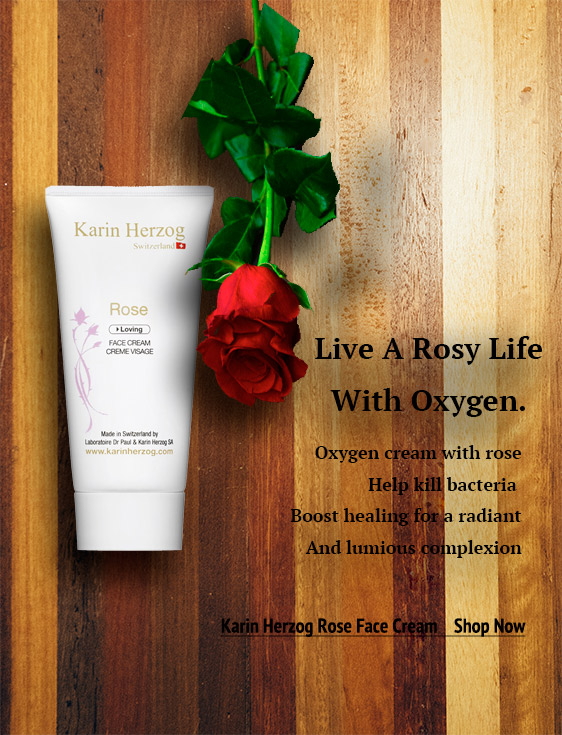 Karin Herzog
Switzerland
Rose
Loving
FACE CREAM
CREME VISAGE
Made in Switzerland by
Laboratoire Dr Paul & Karin Herzog SA
www.karinherzog.com
Live A Rosy Life
With Oxygen.
Oxygen cream with rose
Help kill bacteria
Boost healing for a radiant
And lumious complexion
Karin Herzog Rose Face Cream Shop Now